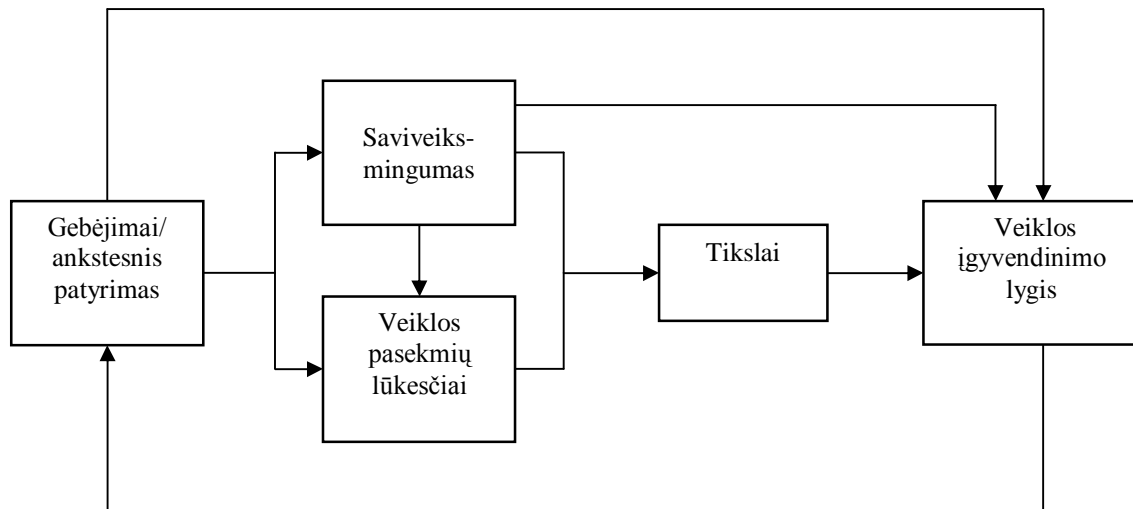 Saviveiks-
mingumas
Gebėjimai/
ankstesnis
patyrimas
Veiklos
pasekmių
lūkesčiai
Tikslai
Veiklos
įgyvendinimo
lygis